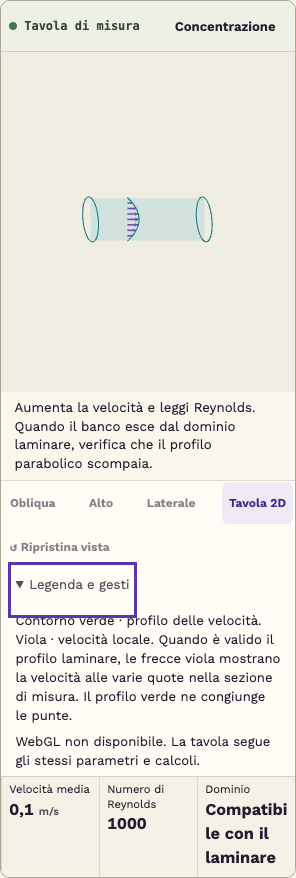 Tavola di misura
Concentrazione
Aumenta la velocità e leggi Reynolds.
Quando il banco esce dal dominio
laminare, verifica che il profilo
parabolico scompaia.
Obliqua
Alto
Laterale
Tavola 2D
↺ Ripristina vista
▼ Legenda e gesti
Contorno verde · profilo delle velocità.
Viola · velocità locale. Quando è valido il
profilo laminare, le frecce viola mostrano
la velocità alle varie quote nella sezione
di misura. Il profilo verde ne congiunge
le punte.
WebGL non disponibile. La tavola segue
gli stessi parametri e calcoli.
Velocità media
0,1 m/s
Numero di
Reynolds
1000
Dominio
Compatibi
le con il
laminare